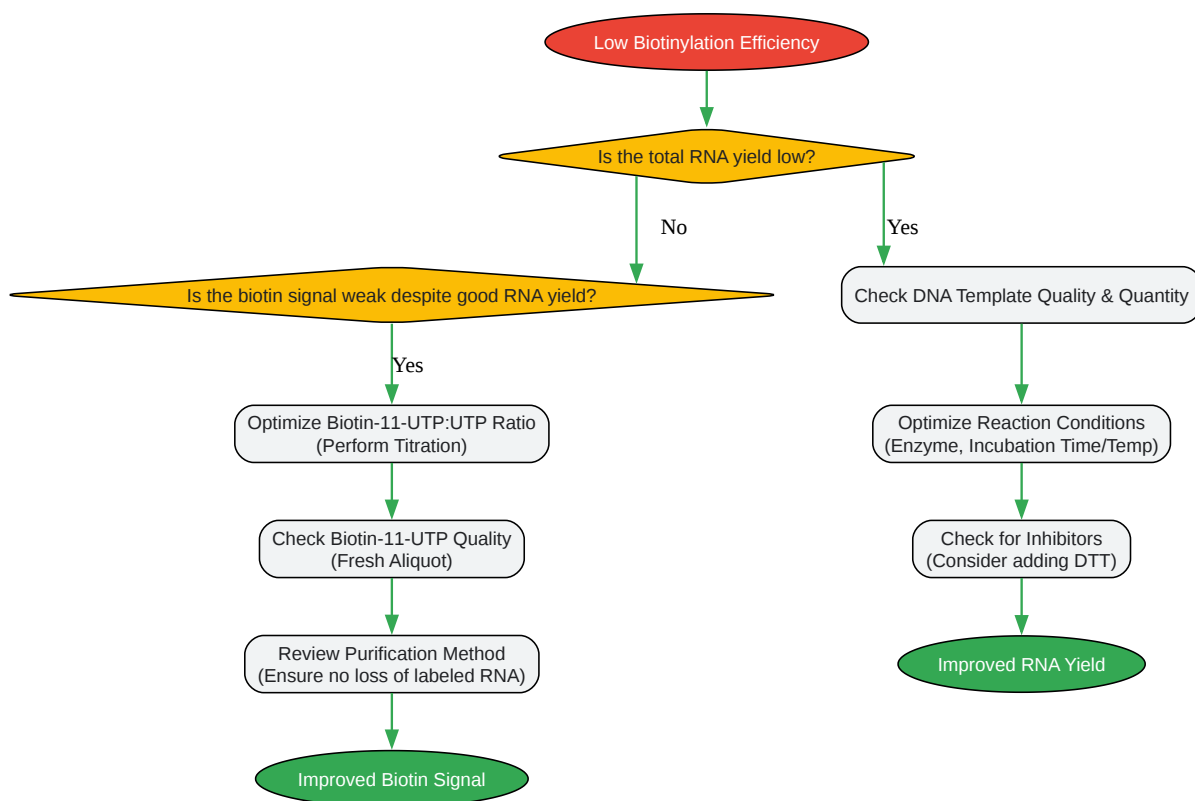 Low Biotinylation Efficiency
Is the total RNA yield low?
No
Yes
Is the biotin signal weak despite good RNA yield?
Check DNA Template Quality & Quantity
Yes
Optimize Biotin-11-UTP:UTP Ratio
(Perform Titration)
Optimize Reaction Conditions
(Enzyme, Incubation Time/Temp)
Check Biotin-11-UTP Quality
(Fresh Aliquot)
Check for Inhibitors
(Consider adding DTT)
Review Purification Method
(Ensure no loss of labeled RNA)
Improved RNA Yield
Improved Biotin Signal